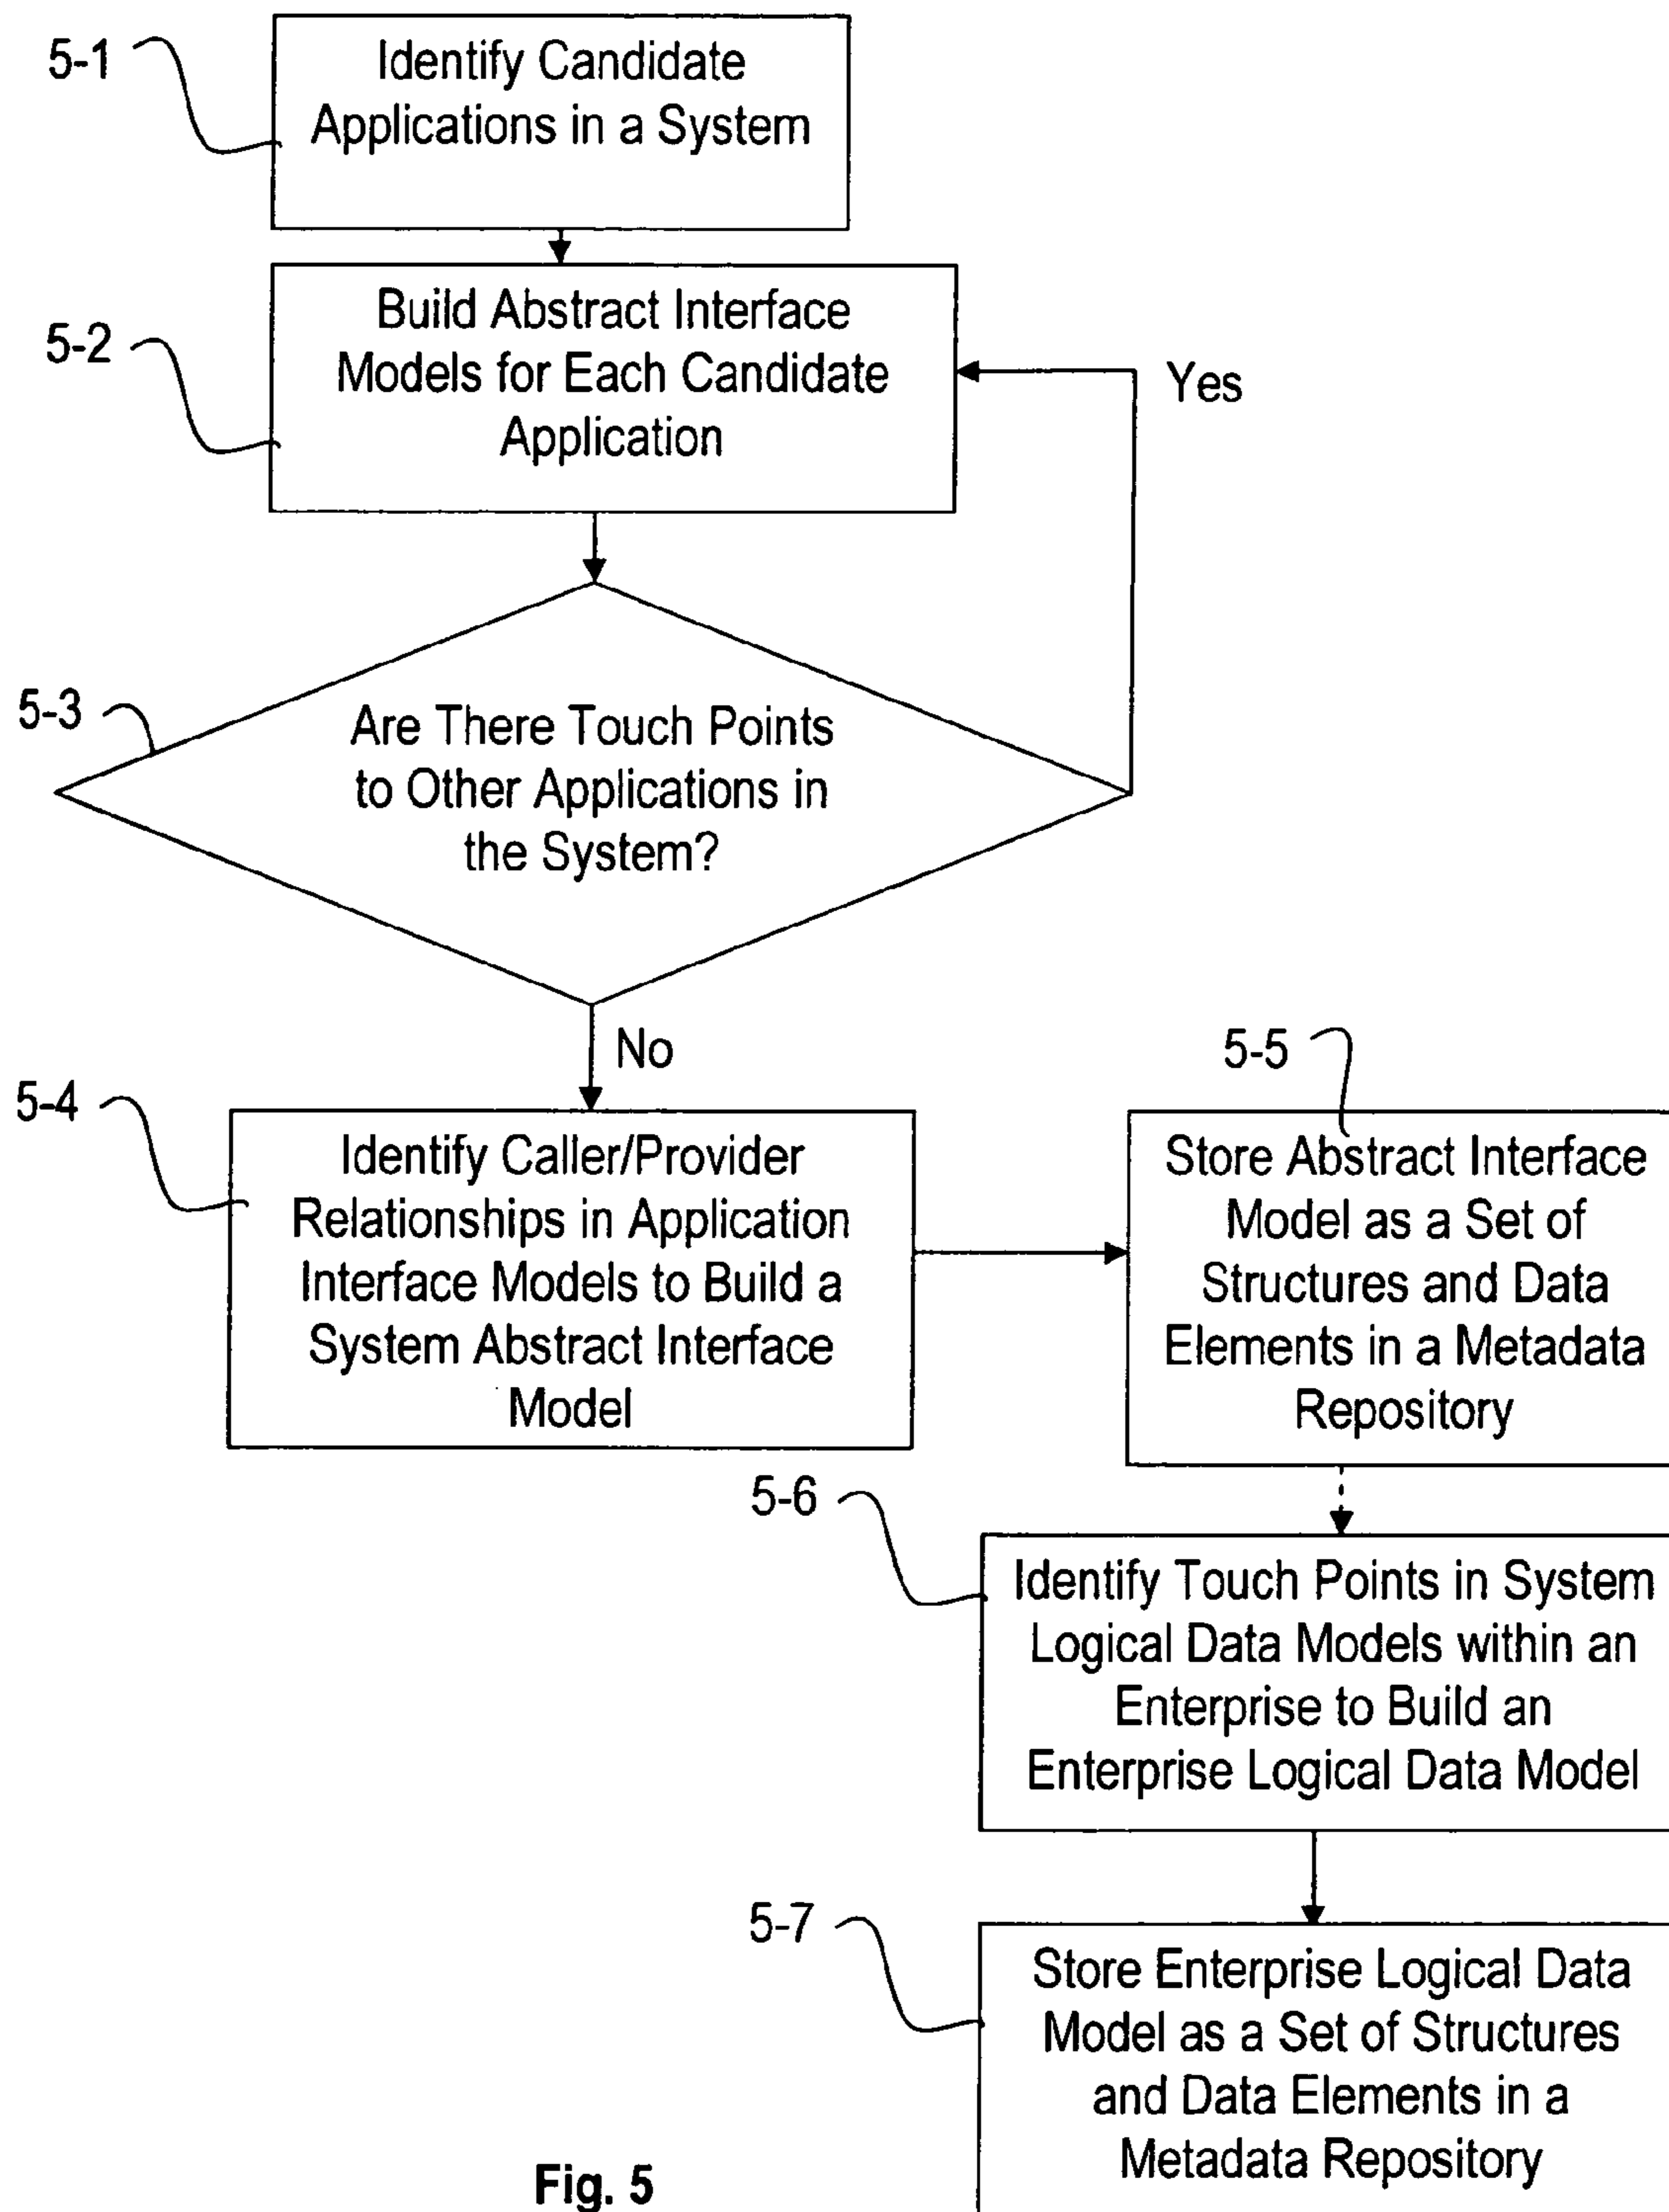 5-1
Identify Candidate
Applications in a System
5-2
Build Abstract Interface
Models for Each Candidate
Application
Yes
5-3
Are There Touch Points
to Other Applications in
the System?
No
5-4
Identify Caller/Provider
Relationships in Application
Interface Models to Build a
System Abstract Interface
Model
5-5
Store Abstract Interface
Model as a Set of
Structures and Data
Elements in a Metadata
Repository
5-6
Identify Touch Points in System
Logical Data Models within an
Enterprise to Build an
Enterprise Logical Data Model
5-7
Store Enterprise Logical Data
Model as a Set of Structures
and Data Elements in a
Metadata Repository
Fig. 5